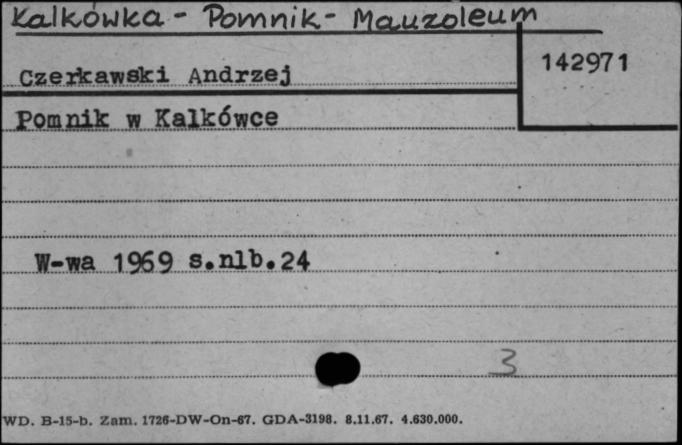 Kalkówka - Pomnik - Mauzoleum
142971
Czerkawski Andrzej
Pomnik w Kalkówce
W-wa 1969 s.nlb.24
3
WD. B-15-b. Zam. 1726-DW-On-67. GDA-3198. 8.11.67. 4.630.000.